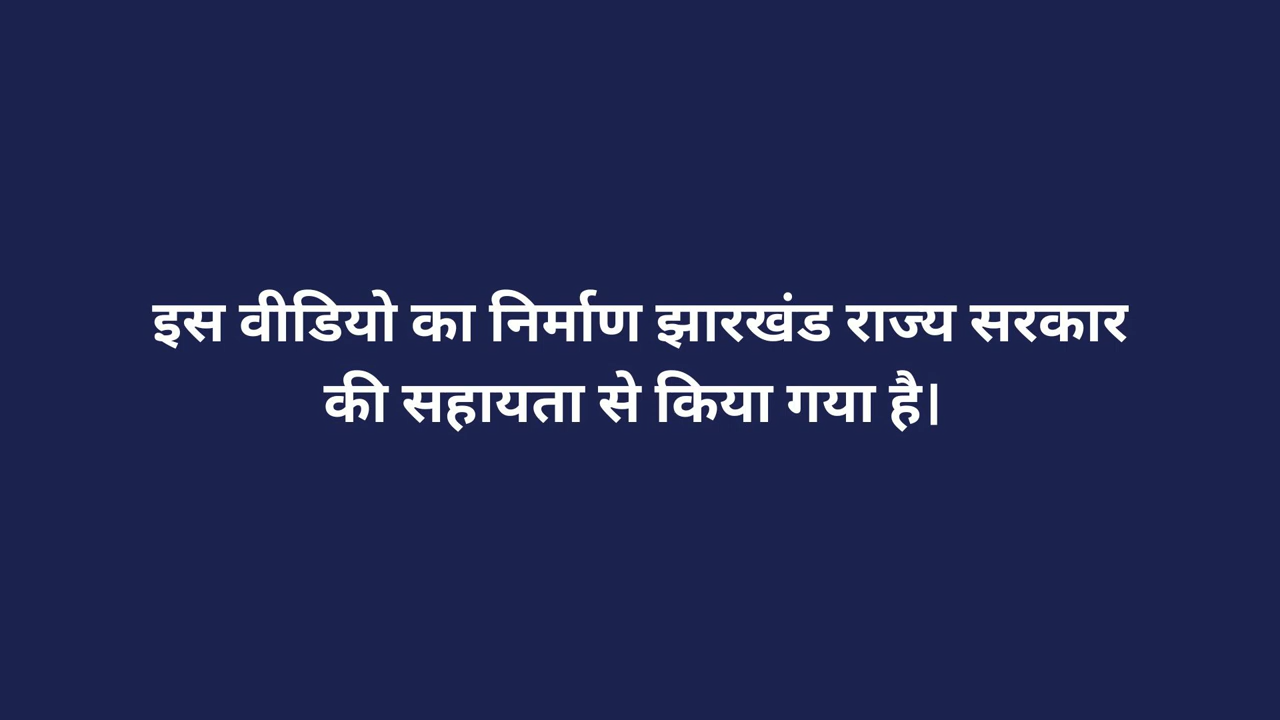 इस वीडियो का निर्माण झारखंड राज्य सरकार
की सहायता से किया गया है।